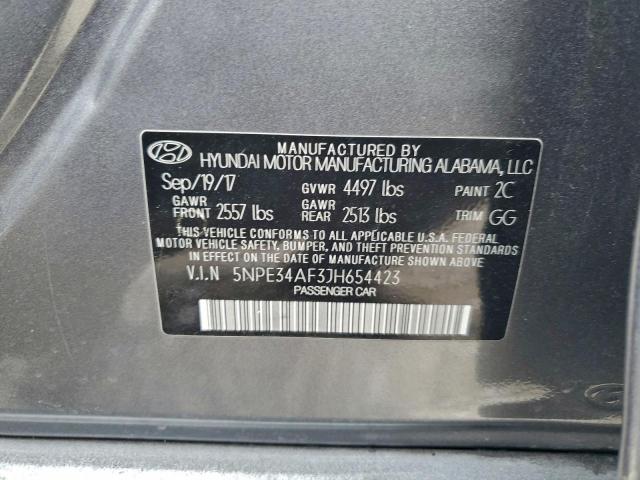 MANUFACTURED BY
HYUNDAI MOTOR MANUFACTURING ALABAMA, LLC
Sep/19/17 GVWR 4497 lbs PAINT 2C
GAWR FRONT 2557 lbs GAWR REAR 2513 lbs TRIM GG
THIS VEHICLE CONFORMS TO ALL APPLICABLE U.S.A. FEDERAL
MOTOR VEHICLE SAFETY, BUMPER, AND THEFT PREVENTION STANDARDS
IN EFFECT ON THE DATE OF MANUFACTURE SHOWN ABOVE.
V.I.N 5NPE34AF3JH654423
PASSENGER CAR